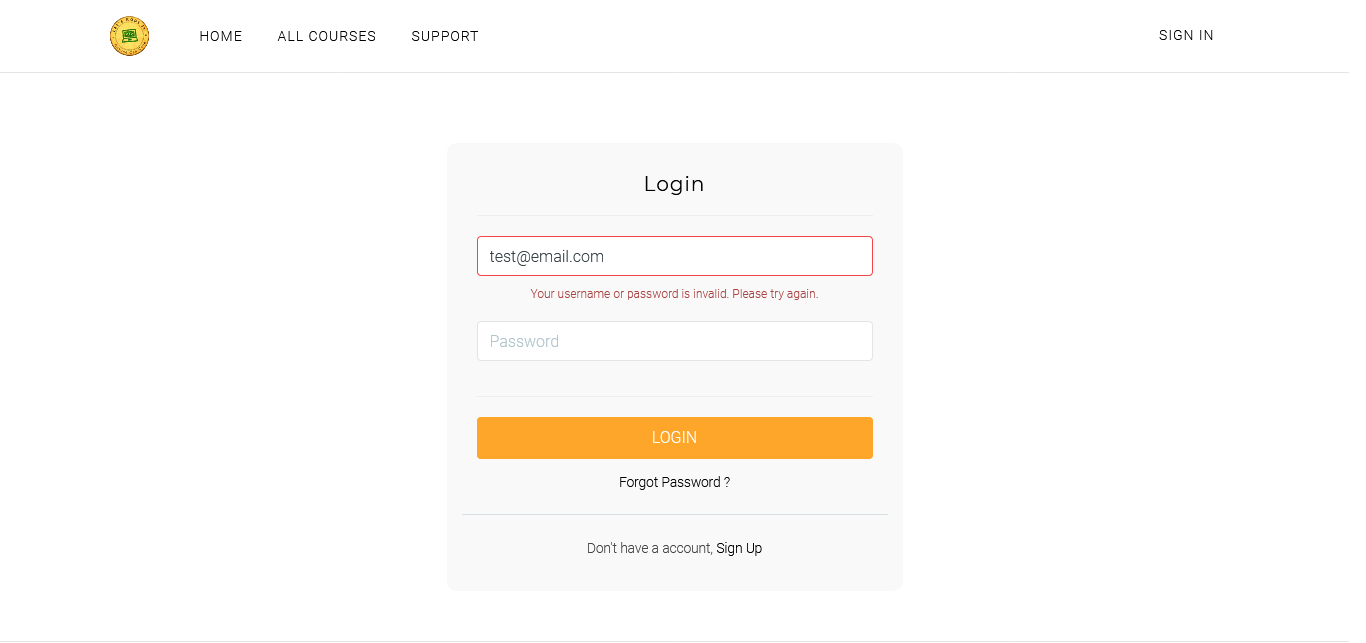 HOME
ALL COURSES
SUPPORT
SIGN IN
Login
test@email.com
Your username or password is invalid. Please try again.
Password
LOGIN
Forgot Password ?
Don't have a account, Sign Up